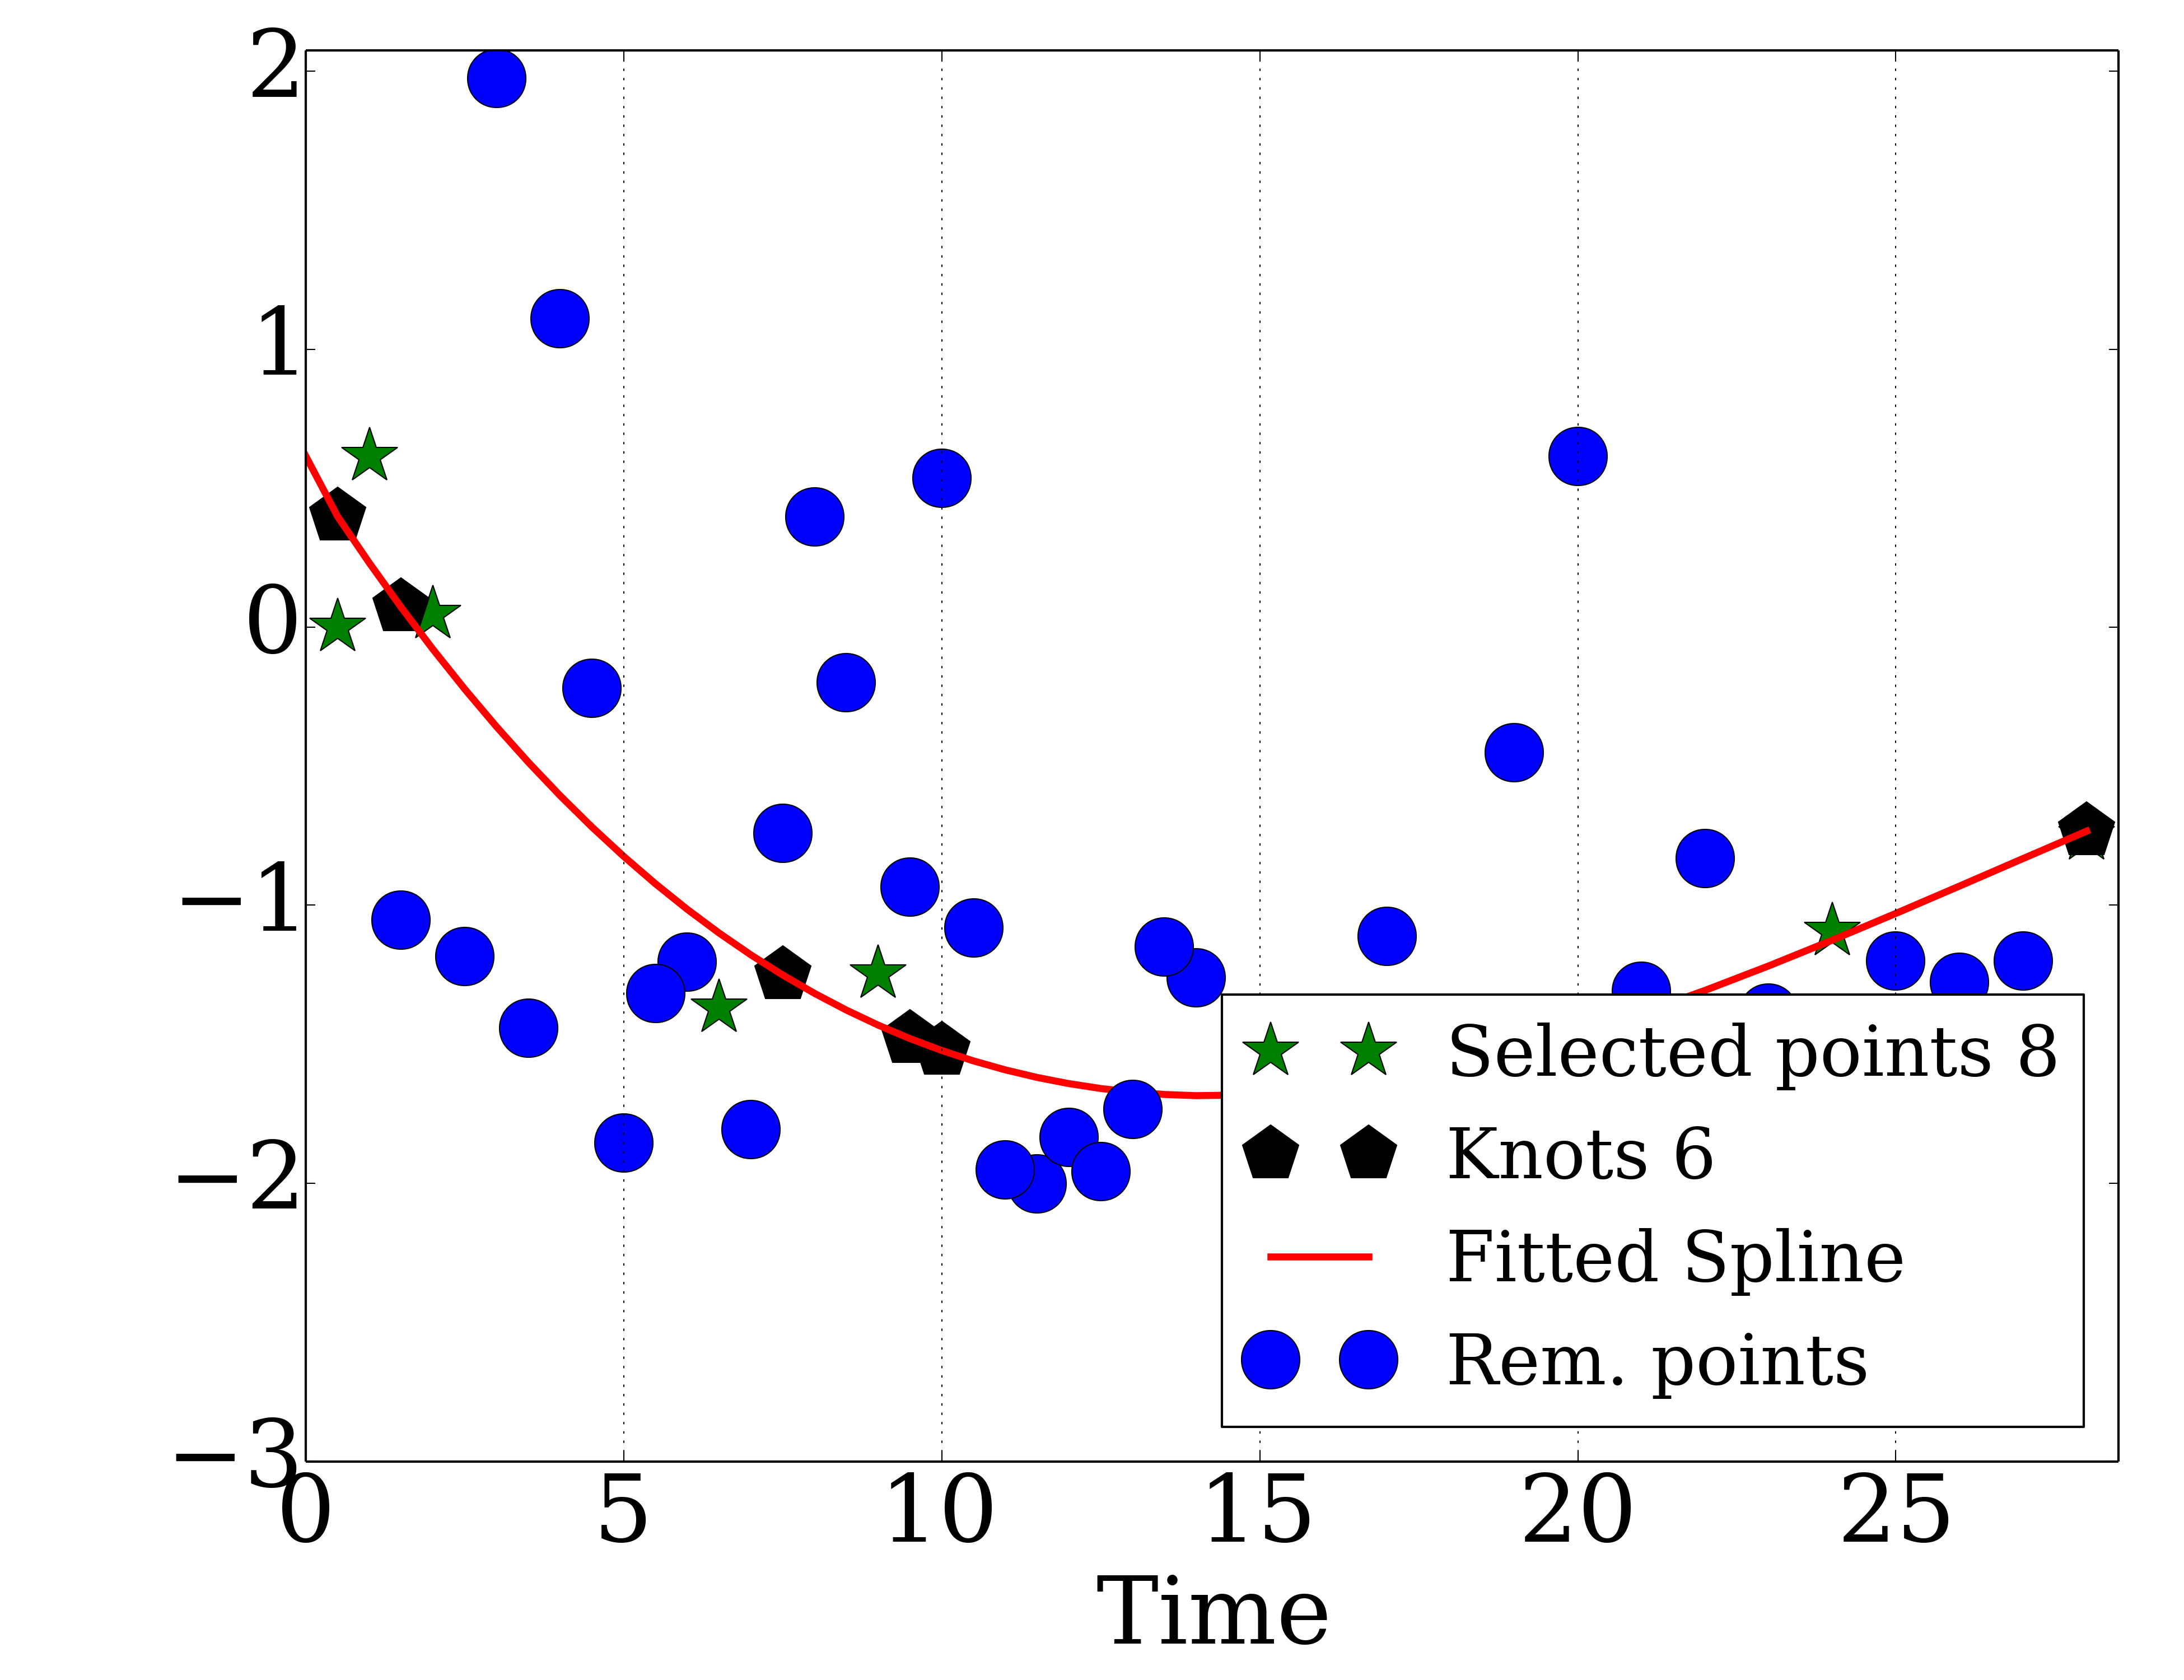 2
1
0
−1
−2
−3
0 5 10 15 20 25
Time
Selected points 8
Knots 6
Fitted Spline
Rem. points